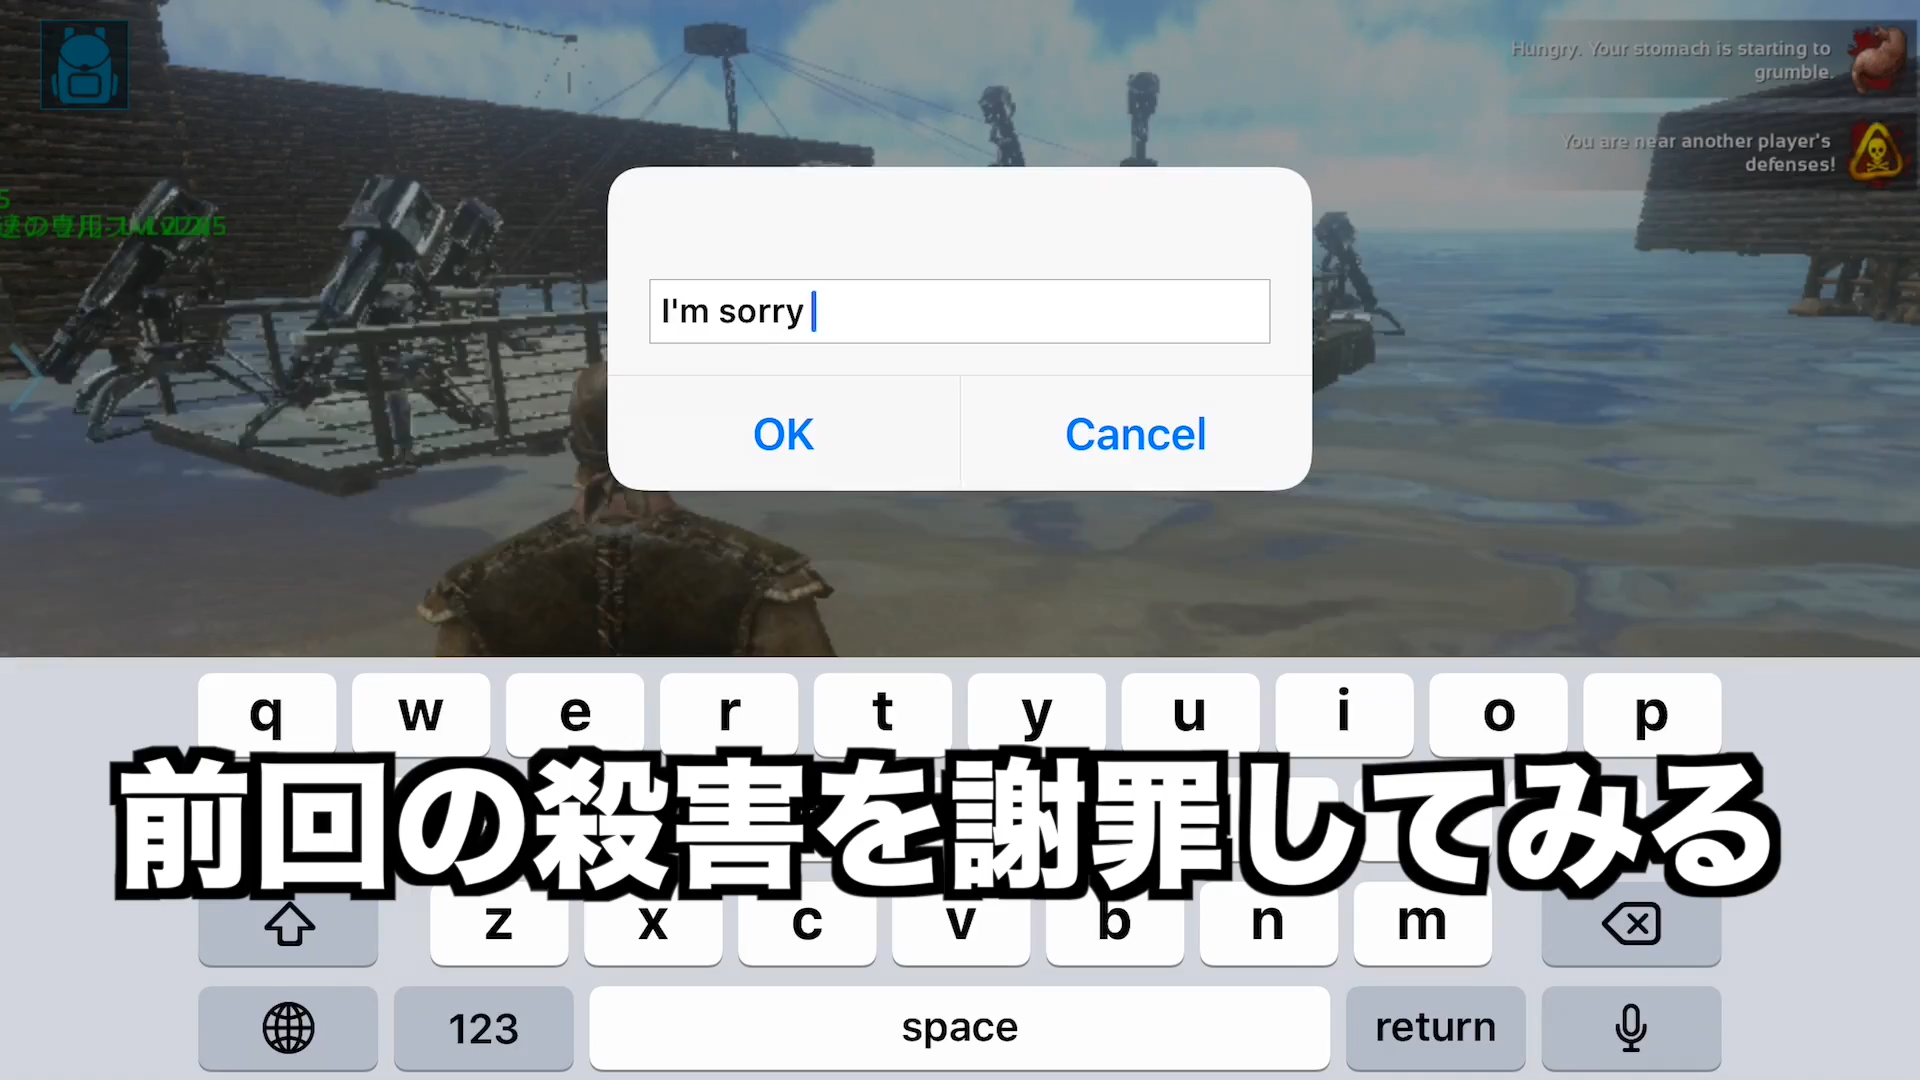 Hungry. Your stomach is starting to
grumble.
You are near another player's
defenses!
5
I'm sorry
OK
Cancel
q w e r t y u i o p
前回の殺害を謝罪してみる
z x c v b n m
123
space
return